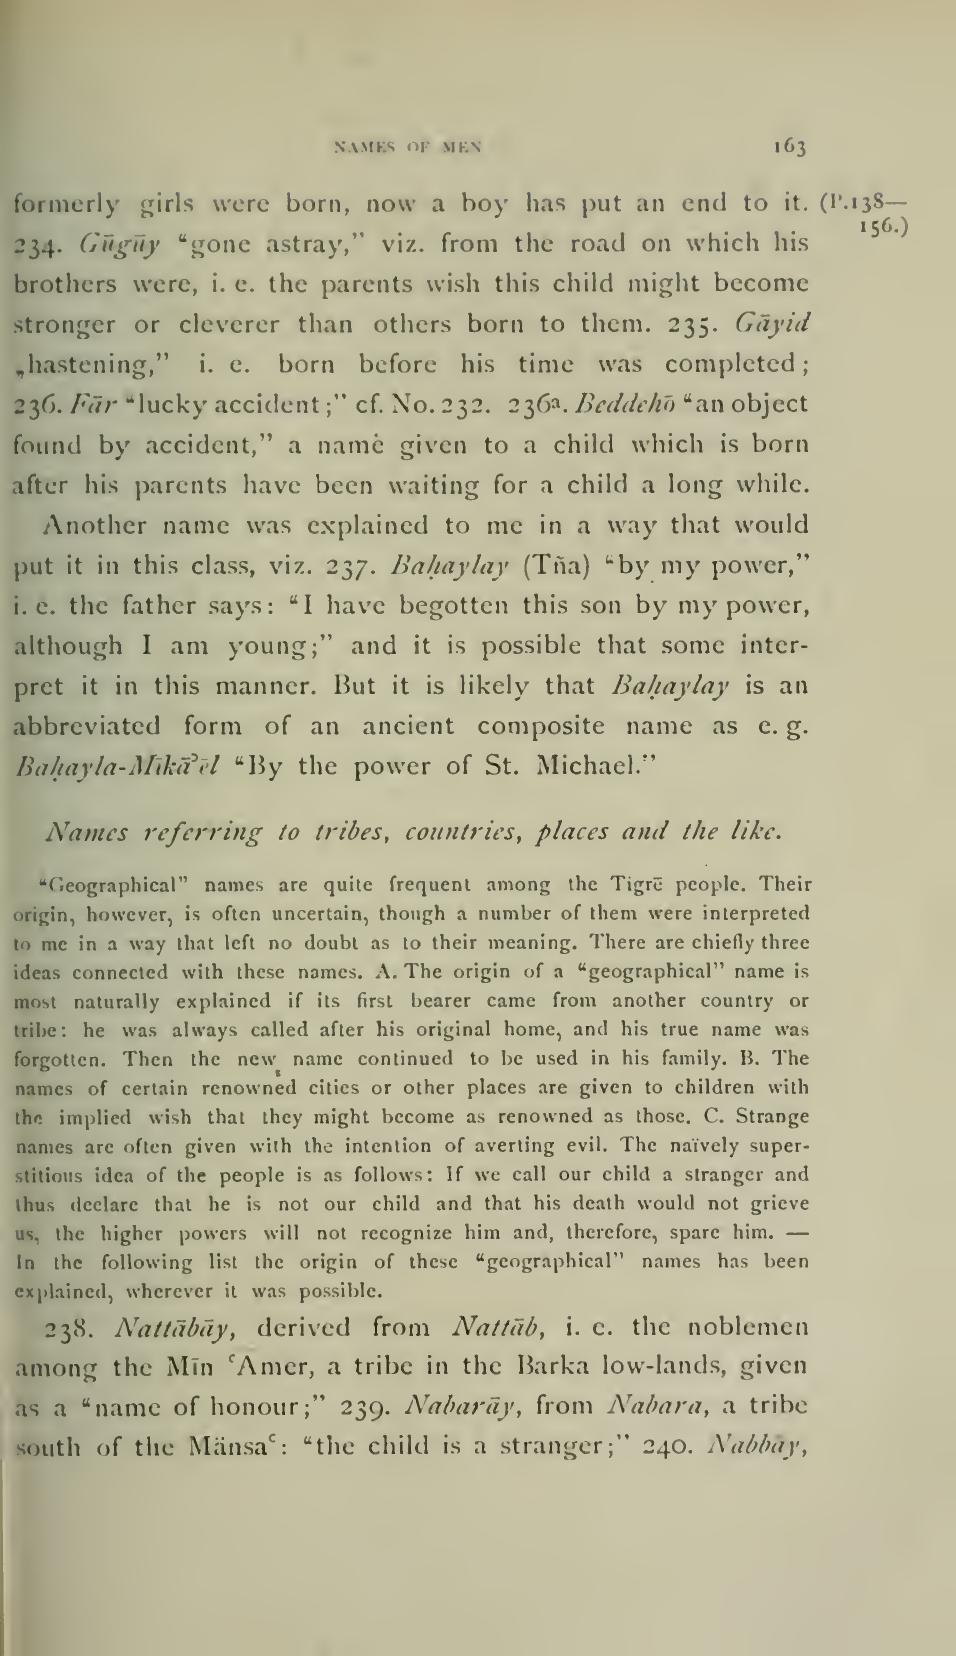 NAMES OF MEN 163
formerly girls were born, now a boy has put an end to it. (P.138—
156.)
234. Gūgūy “gone astray,” viz. from the road on which his
brothers were, i. e. the parents wish this child might become
stronger or cleverer than others born to them. 235. Gāyid
„hastening,” i. e. born before his time was completed;
236. Fār “lucky accident;” cf. No. 232. 236a. Beddehō “an object
found by accident,” a name given to a child which is born
after his parents have been waiting for a child a long while.
Another name was explained to me in a way that would
put it in this class, viz. 237. Baḥaylay (Tña) “by my power,”
i. e. the father says: “I have begotten this son by my power,
although I am young;” and it is possible that some inter-
pret it in this manner. But it is likely that Baḥaylay is an
abbreviated form of an ancient composite name as e. g.
Baḥayla-Mīkāʾēl “By the power of St. Michael.”
Names referring to tribes, countries, places and the like.
“Geographical” names are quite frequent among the Tigrē people. Their
origin, however, is often uncertain, though a number of them were interpreted
to me in a way that left no doubt as to their meaning. There are chiefly three
ideas connected with these names. A. The origin of a “geographical” name is
most naturally explained if its first bearer came from another country or
tribe: he was always called after his original home, and his true name was
forgotten. Then the new name continued to be used in his family. B. The
names of certain renowned cities or other places are given to children with
the implied wish that they might become as renowned as those. C. Strange
names are often given with the intention of averting evil. The naïvely super-
stitious idea of the people is as follows: If we call our child a stranger and
thus declare that he is not our child and that his death would not grieve
us, the higher powers will not recognize him and, therefore, spare him. —
In the following list the origin of these “geographical” names has been
explained, wherever it was possible.
238. Nattābāy, derived from Nattāb, i. e. the noblemen
among the Mīn ʿAmer, a tribe in the Barka low-lands, given
as a “name of honour;” 239. Nabarāy, from Nabara, a tribe
south of the Mänsaʿ: “the child is a stranger;” 240. Nabbāy,